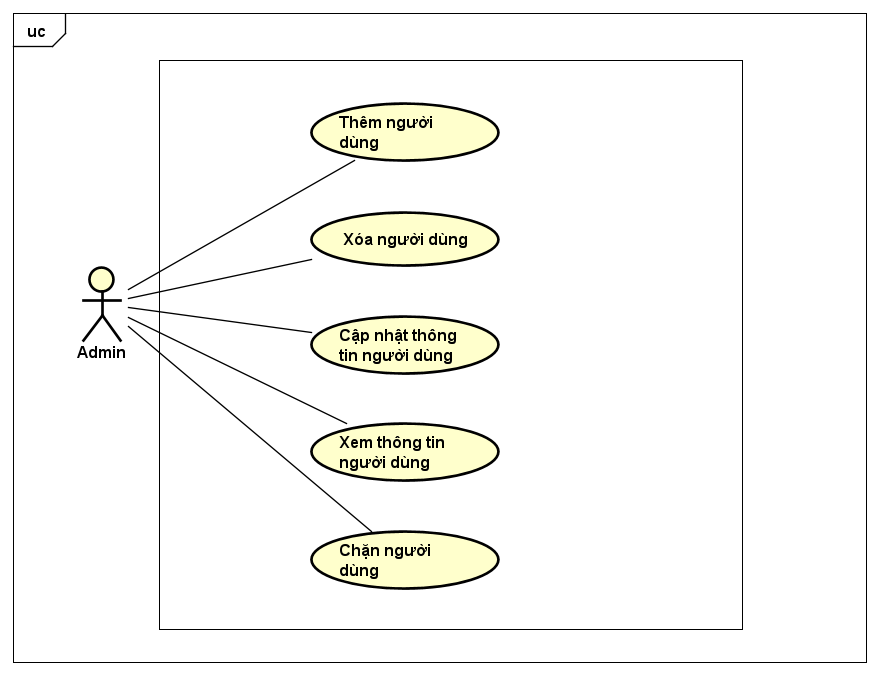 uc
Thêm người
dùng
Xóa người dùng
Cập nhật thông
tin người dùng
Admin
Xem thông tin
người dùng
Chặn người
dùng